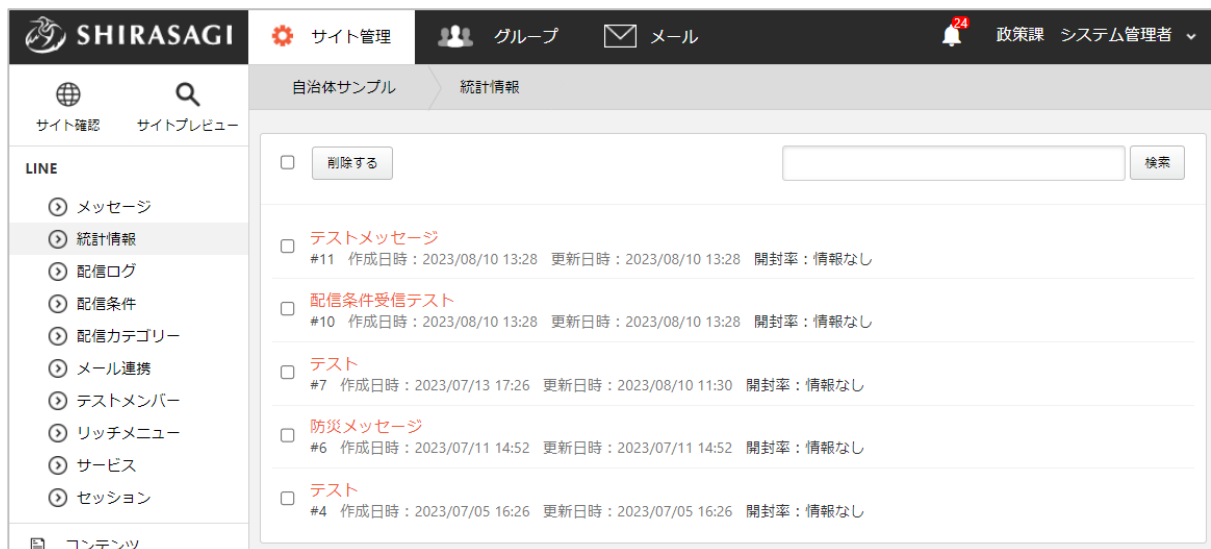 SHIRASAGI サイト管理 グループ メール 24 政策課 システム管理者
サイト確認 サイトプレビュー
自治体サンプル 統計情報
LINE
メッセージ
統計情報
配信ログ
配信条件
配信カテゴリー
メール連携
テストメンバー
リッチメニュー
サービス
セッション
コンテンツ
削除する 検索
テストメッセージ
#11 作成日時：2023/08/10 13:28 更新日時：2023/08/10 13:28 開封率：情報なし
配信条件受信テスト
#10 作成日時：2023/08/10 13:28 更新日時：2023/08/10 13:28 開封率：情報なし
テスト
#7 作成日時：2023/07/13 17:26 更新日時：2023/08/10 11:30 開封率：情報なし
防災メッセージ
#6 作成日時：2023/07/11 14:52 更新日時：2023/07/11 14:52 開封率：情報なし
テスト
#4 作成日時：2023/07/05 16:26 更新日時：2023/07/05 16:26 開封率：情報なし